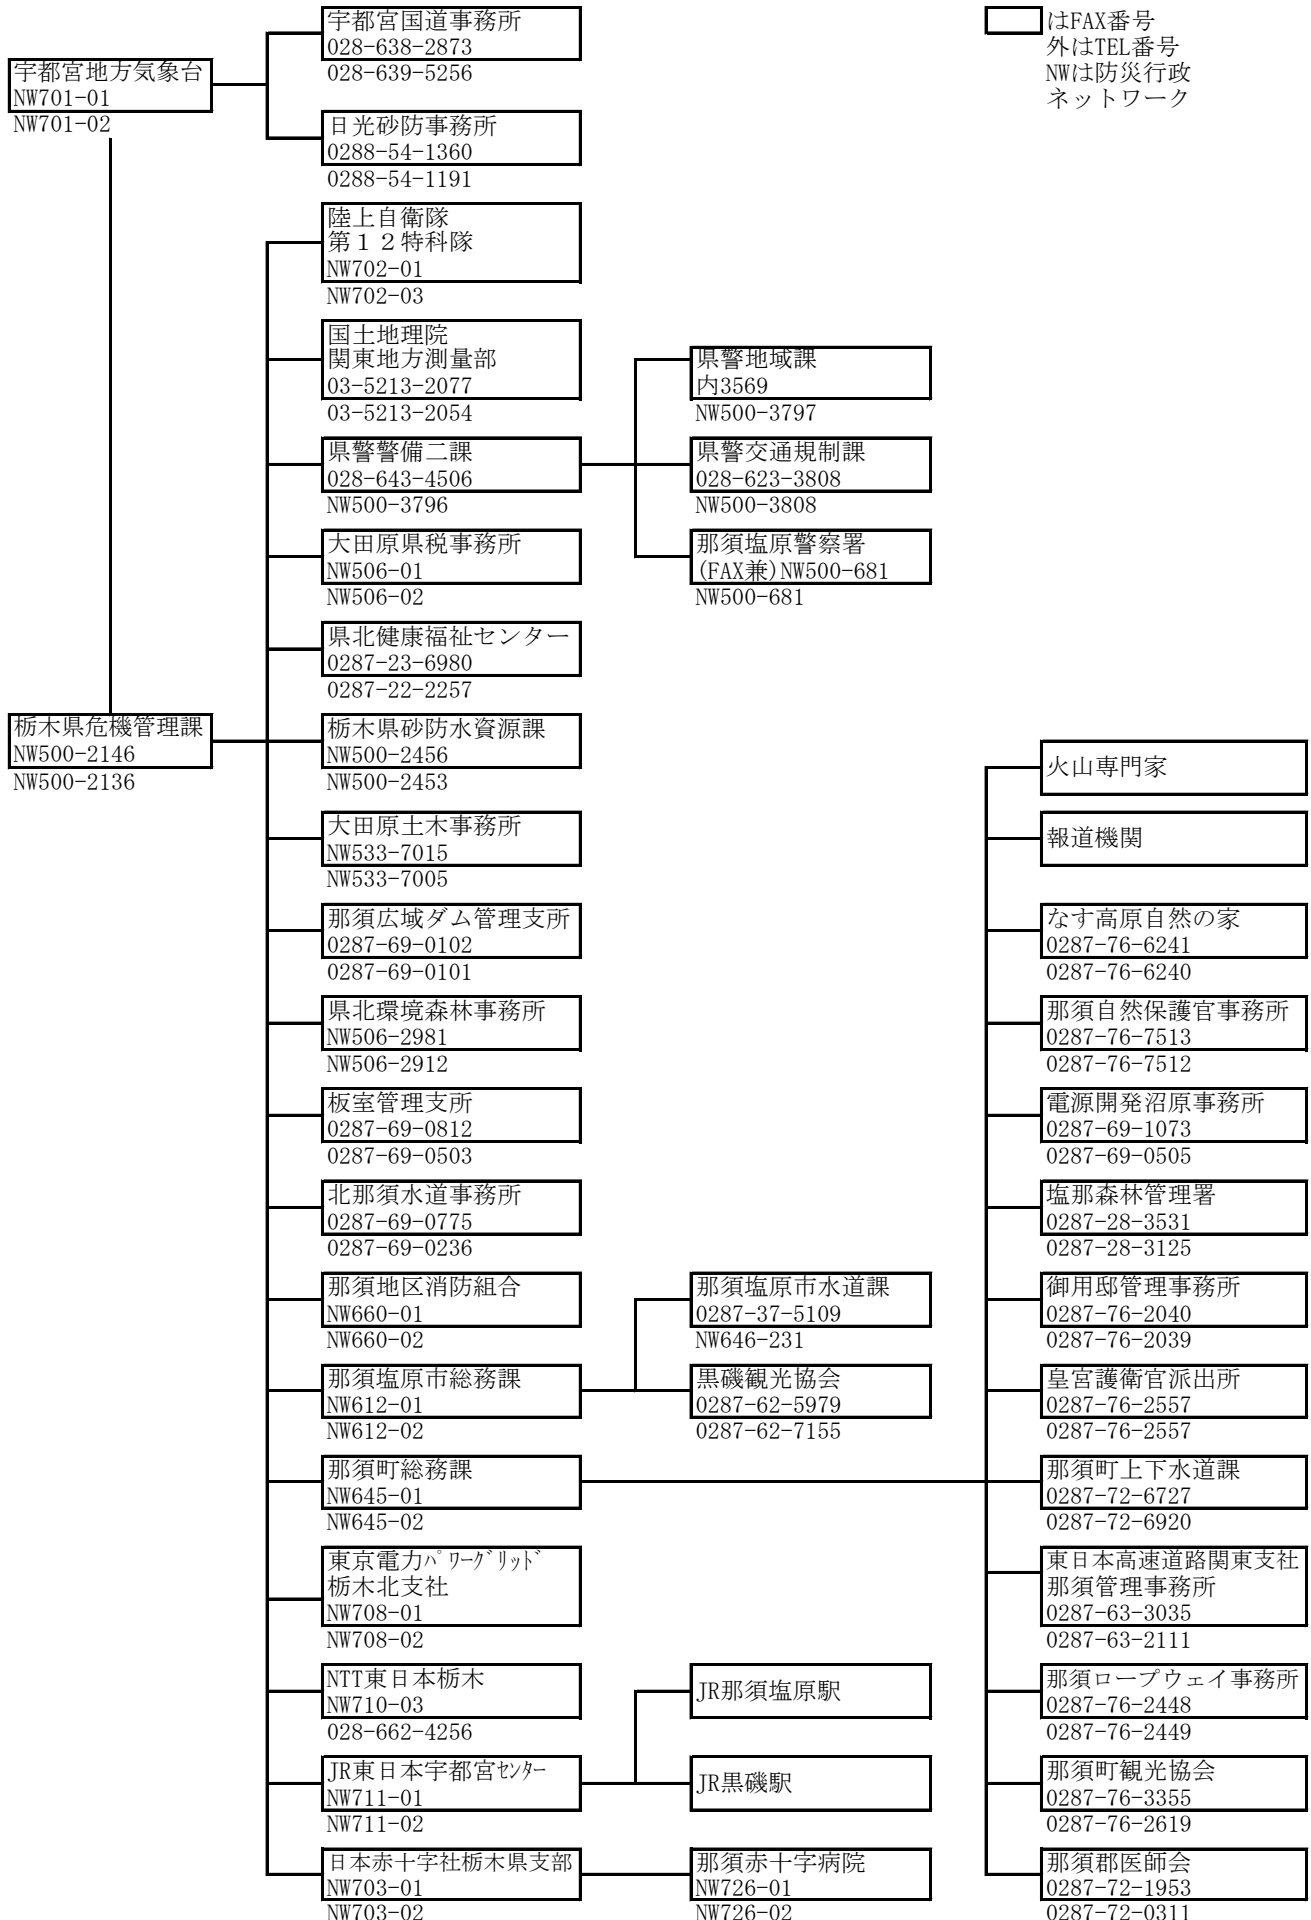 宇都宮国道事務所
028-638-2873
028-639-5256
はFAX番号
外はTEL番号
NWは防災行政
ネットワーク
宇都宮地方気象台
NW701-01
NW701-02
日光砂防事務所
0288-54-1360
0288-54-1191
陸上自衛隊
第12特科隊
NW702-01
NW702-03
国土地理院
関東地方測量部
03-5213-2077
03-5213-2054
県警警備二課
028-643-4506
NW500-3796
県警地域課
内3569
NW500-3797
県警交通規制課
028-623-3808
NW500-3808
那須塩原警察署
(FAX兼)NW500-681
NW500-681
大田原県税事務所
NW506-01
NW506-02
県北健康福祉センター
0287-23-6980
0287-22-2257
栃木県危機管理課
NW500-2146
NW500-2136
栃木県砂防水資源課
NW500-2456
NW500-2453
大田原土木事務所
NW533-7015
NW533-7005
那須広域ダム管理支所
0287-69-0102
0287-69-0101
県北環境森林事務所
NW506-2981
NW506-2912
板室管理支所
0287-69-0812
0287-69-0503
北那須水道事務所
0287-69-0775
0287-69-0236
那須地区消防組合
NW660-01
NW660-02
那須塩原市総務課
NW612-01
NW612-02
那須塩原市水道課
0287-37-5109
NW646-231
黒磯観光協会
0287-62-5979
0287-62-7155
那須町総務課
NW645-01
NW645-02
東京電力パワーグリッド
栃木北支社
NW708-01
NW708-02
NTT東日本栃木
NW710-03
028-662-4256
JR東日本宇都宮センター
NW711-01
NW711-02
JR那須塩原駅
JR黒磯駅
日本赤十字社栃木県支部
NW703-01
NW703-02
那須赤十字病院
NW726-01
NW726-02
火山専門家
報道機関
なす高原自然の家
0287-76-6241
0287-76-6240
那須自然保護官事務所
0287-76-7513
0287-76-7512
電源開発沼原事務所
0287-69-1073
0287-69-0505
塩那森林管理署
0287-28-3531
0287-28-3125
御用邸管理事務所
0287-76-2040
0287-76-2039
皇宮護衛官派出所
0287-76-2557
0287-76-2557
那須町上下水道課
0287-72-6727
0287-72-6920
東日本高速道路関東支社
那須管理事務所
0287-63-3035
0287-63-2111
那須ロープウェイ事務所
0287-76-2448
0287-76-2449
那須町観光協会
0287-76-3355
0287-76-2619
那須郡医師会
0287-72-1953
0287-72-0311